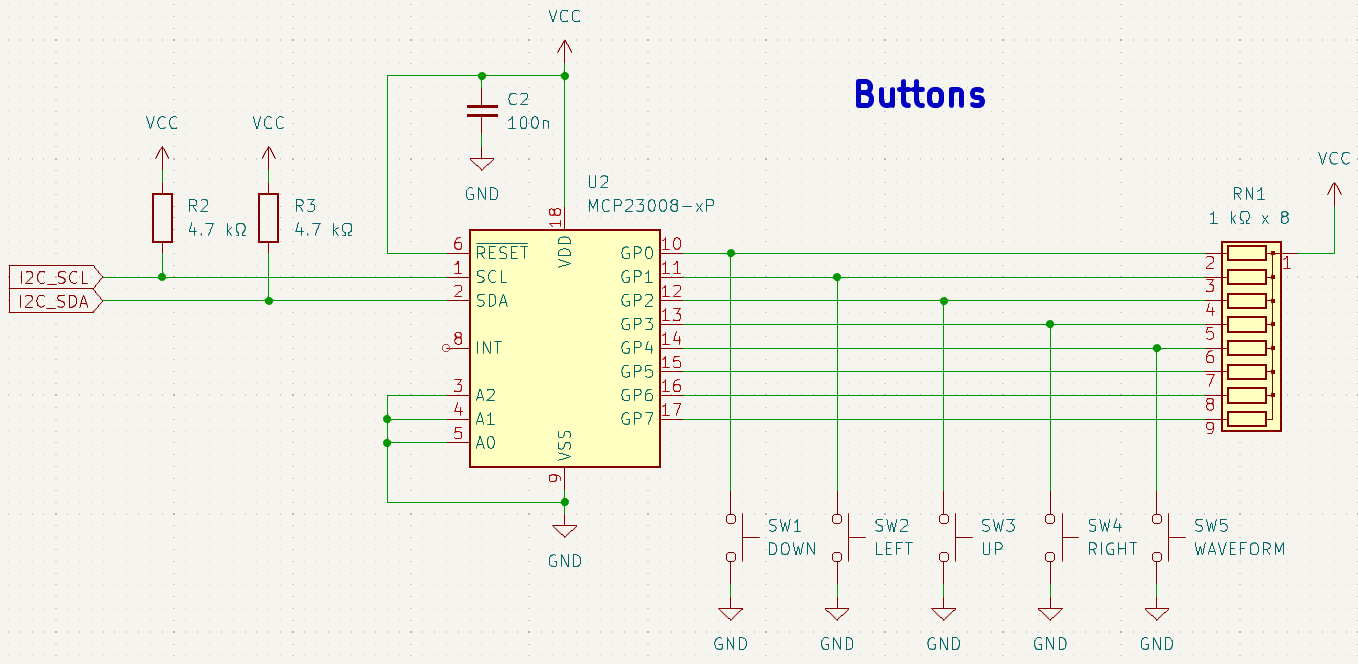 VCC
Buttons
C2
100n
GND
VCC
VCC
R2
4.7 kΩ
R3
4.7 kΩ
I2C_SCL
I2C_SDA
U2
MCP23008-xP
18
VDD
6
RESET
1
SCL
2
SDA
8
INT
3
A2
4
A1
5
A0
VSS
9
GND
GP0
10
GP1
11
GP2
12
GP3
13
GP4
14
GP5
15
GP6
16
GP7
17
VCC
RN1
1 kΩ x 8
1
2
3
4
5
6
7
8
9
SW1
DOWN
GND
SW2
LEFT
GND
SW3
UP
GND
SW4
RIGHT
GND
SW5
WAVEFORM
GND